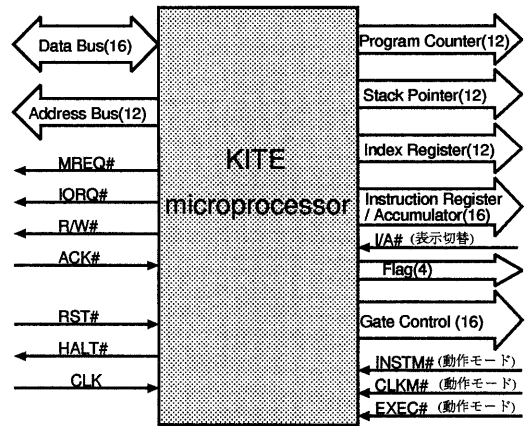 Data Bus(16)
Address Bus(12)
MREQ#
IORQ#
R/W#
ACK#
RST#
HALT#
CLK
KITE
microprocessor
Program Counter(12)
Stack Pointer(12)
Index Register(12)
Instruction Register
/ Accumulator(16)
I/A# (表示切替)
Flag(4)
Gate Control (16)
INSTM# (動作モード)
CLKM# (動作モード)
EXEC# (動作モード)